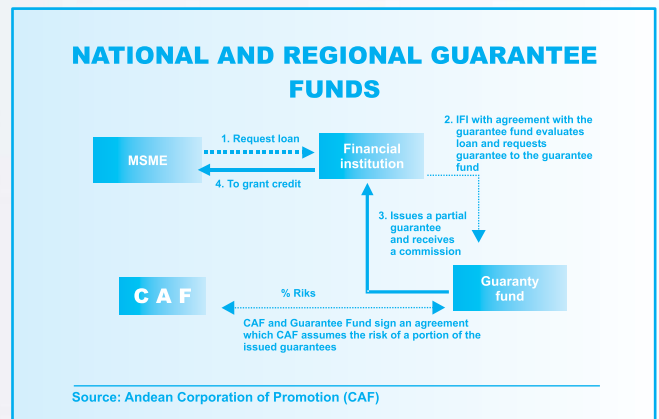 NATIONAL AND REGIONAL GUARANTEE
FUNDS
MSME
1. Request loan
4. To grant credit
Financial
institution
2. IFI with agreement with the
guarantee fund evaluates
loan and requests
guarantee to the guarantee
fund
3. Issues a partial
guarantee
and receives
a commission
Guaranty
fund
CAF
% Riks
CAF and Guarantee Fund sign an agreement
which CAF assumes the risk of a portion of the
issued guarantees
Source: Andean Corporation of Promotion (CAF)